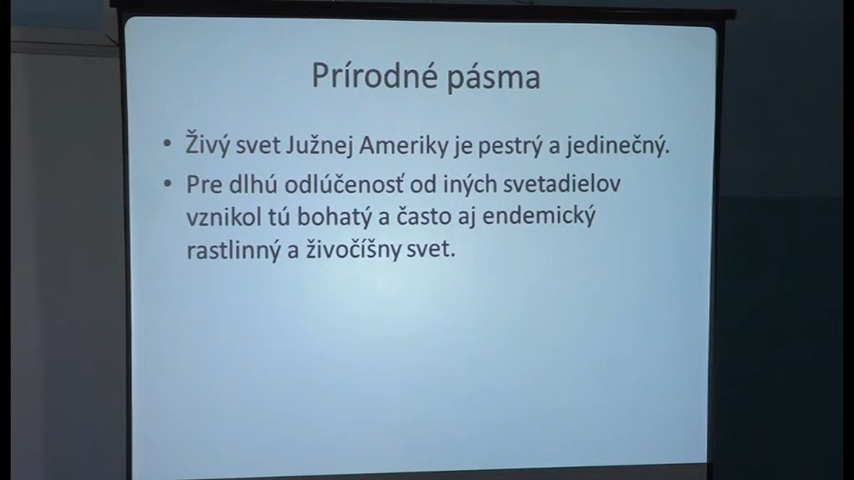 Prírodné pásma
• Živý svet Južnej Ameriky je pestrý a jedinečný.
• Pre dlhú odlúčenosť od iných svetadielov
vznikol tú bohatý a často aj endemický
rastlinný a živočíšny svet.